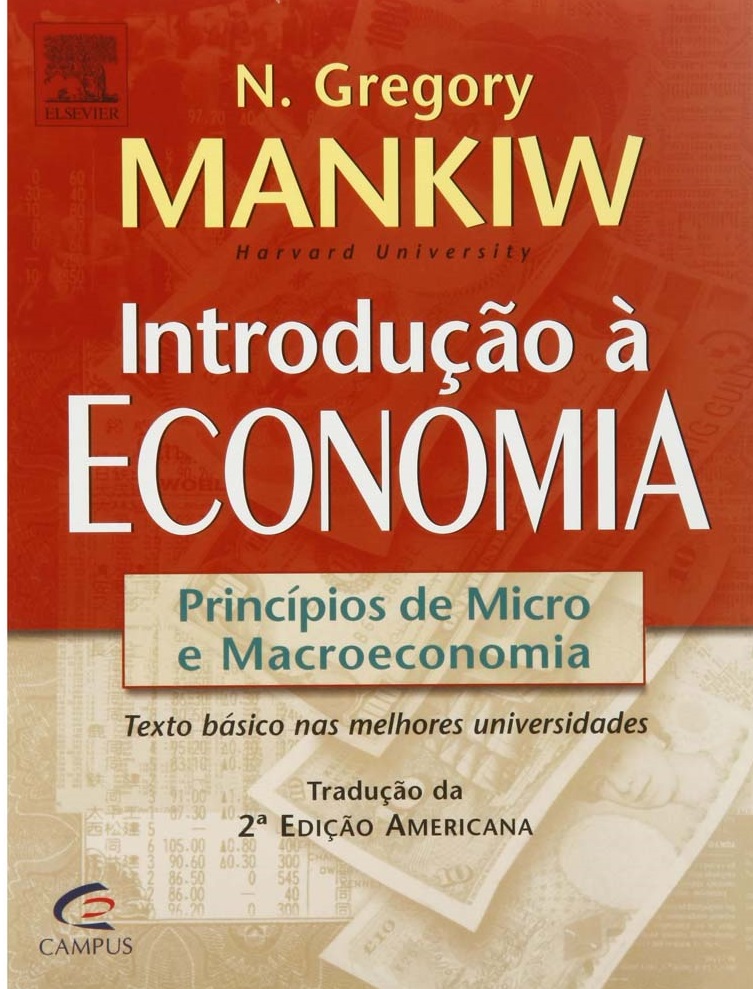 ELSEVIER
N. Gregory
MANKIW
Harvard University
Introdução à
ECONOMIA
Princípios de Micro
e Macroeconomia
Texto básico nas melhores universidades
Tradução da
2ª EDIÇÃO AMERICANA
CAMPUS